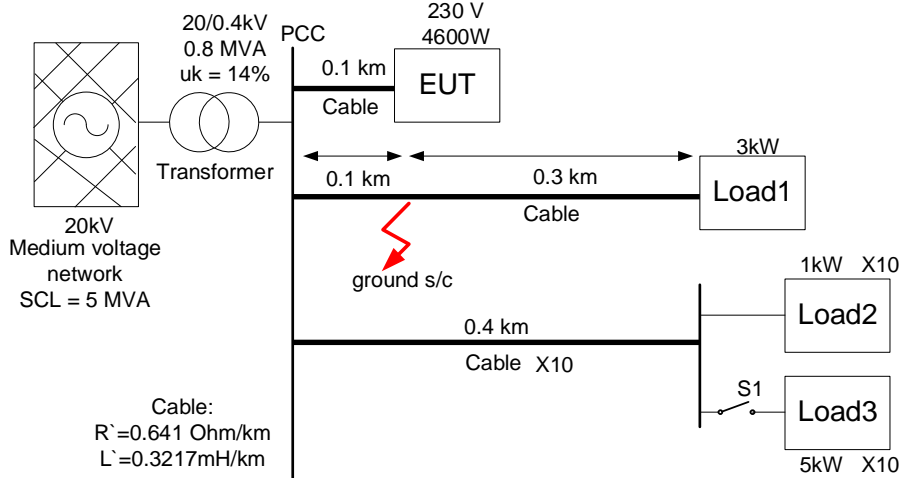 20/0.4kV
0.8 MVA
uk = 14%
Transformer
20kV
Medium voltage
network
SCL = 5 MVA
PCC
230 V
4600W
0.1 km
Cable
EUT
0.1 km
0.3 km
Cable
3kW
Load1
ground s/c
0.4 km
Cable X10
1kW X10
Load2
S1
Load3
5kW X10
Cable:
R`=0.641 Ohm/km
L`=0.3217mH/km